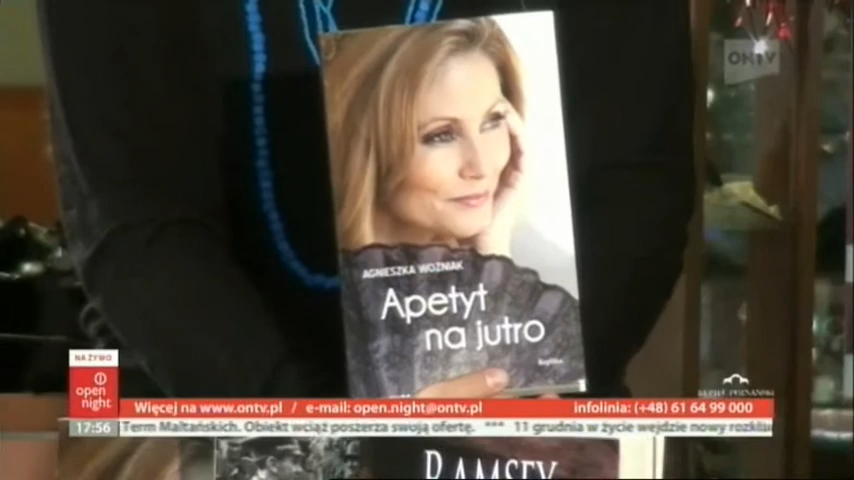 ONTV
AGNIESZKA WOŹNIAK
Apetyt
na jutro
Replika
NA ŻYWO
open
night
Więcej na www.ontv.pl / e-mail: open.night@ontv.pl
infolinia: (+48) 61 64 99 000
17:56
Term Maltańskich. Obiekt wciąż poszerza swoją ofertę. *** 11 grudnia w życie wejdzie nowy rozkłu
RAMSEY